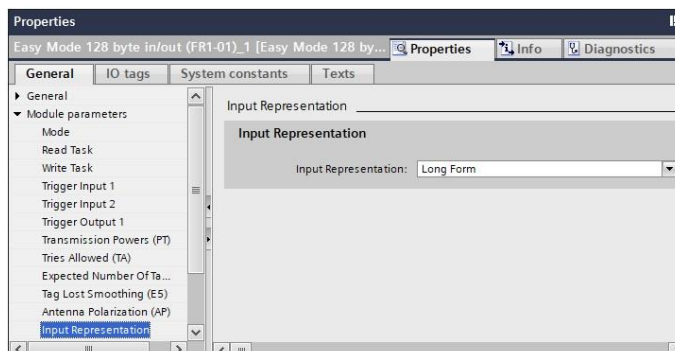 Properties
Easy Mode 128 byte in/out (FR1-01)_1 [Easy Mode 128 by...
Properties
Info
Diagnostics
General
IO tags
System constants
Texts
General
Module parameters
Mode
Read Task
Write Task
Trigger Input 1
Trigger Input 2
Trigger Output 1
Transmission Powers (PT)
Tries Allowed (TA)
Expected Number Of Ta...
Tag Lost Smoothing (E5)
Antenna Polarization (AP)
Input Representation
Input Representation
Input Representation
Input Representation: Long Form